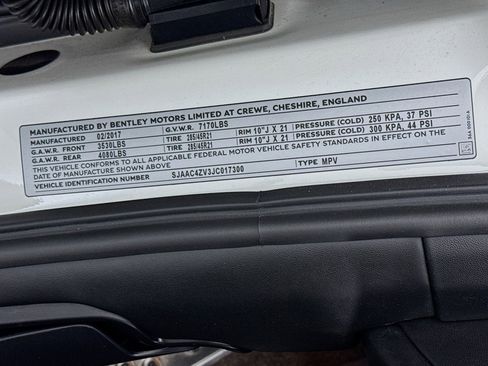 MANUFACTURED BY BENTLEY MOTORS LIMITED AT CREWE, CHESHIRE, ENGLAND
MANUFACTURED 02/2017 G.V.W.R. 7170LBS
G.A.W.R. FRONT 3530LBS TIRE 285/45R21 RIM 10"J X 21 PRESSURE (COLD) 250 KPA, 37 PSI
G.A.W.R. REAR 4080LBS TIRE 285/45R21 RIM 10"J X 21 PRESSURE (COLD) 300 KPA, 44 PSI
THIS VEHICLE CONFORMS TO ALL APPLICABLE FEDERAL MOTOR VEHICLE SAFETY STANDARDS IN EFFECT ON THE
DATE OF MANUFACTURE SHOWN ABOVE
VEHICLE IDENTIFICATION NUMBER SJAAC4ZV3JC017300 TYPE MPV